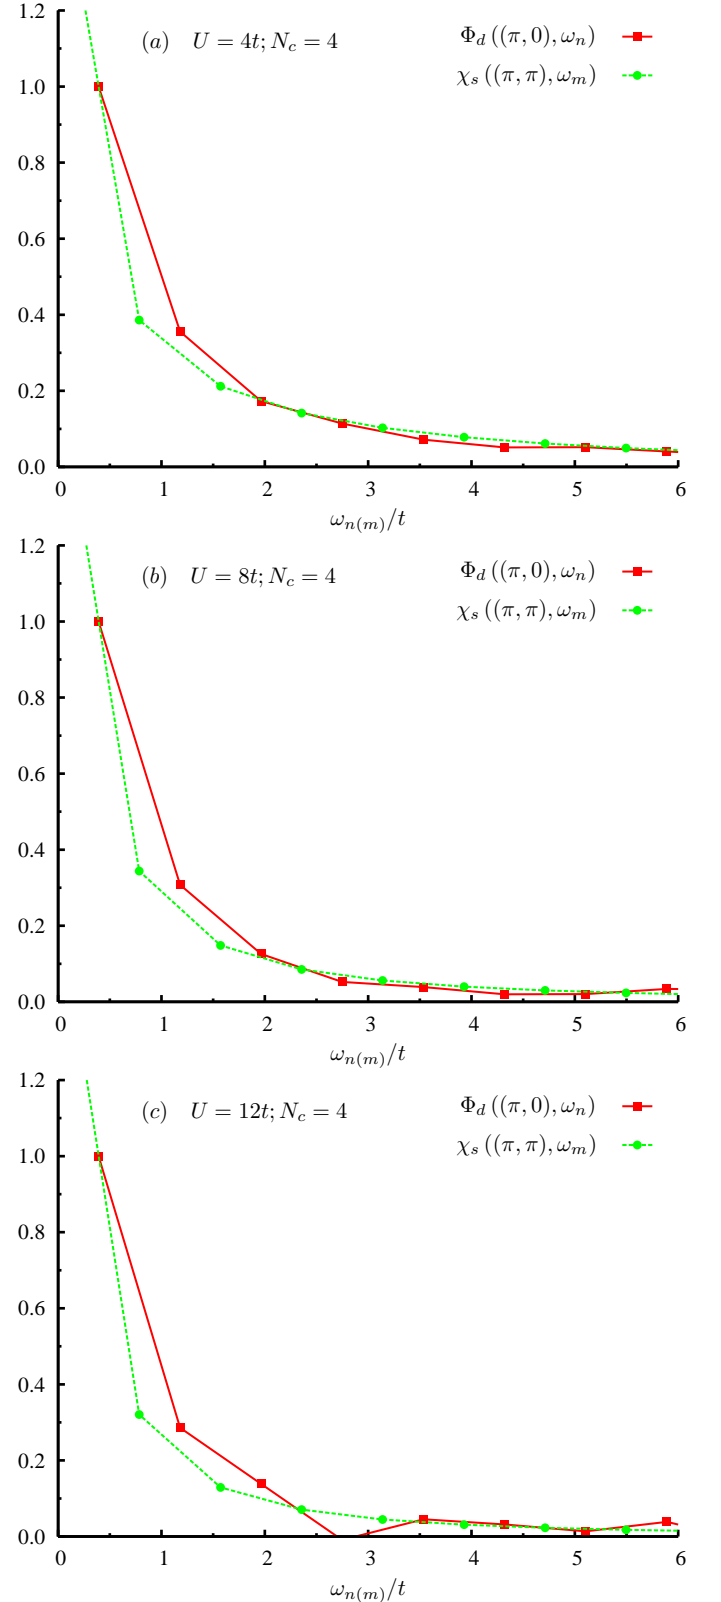 (a) U = 4t; N_c = 4
Φ_d ((π, 0), ω_n)
χ_s ((π, π), ω_m)
1.2
1.0
0.8
0.6
0.4
0.2
0.0
0 1 2 3 4 5 6
ω_{n(m)}/t
(b) U = 8t; N_c = 4
Φ_d ((π, 0), ω_n)
χ_s ((π, π), ω_m)
1.2
1.0
0.8
0.6
0.4
0.2
0.0
0 1 2 3 4 5 6
ω_{n(m)}/t
(c) U = 12t; N_c = 4
Φ_d ((π, 0), ω_n)
χ_s ((π, π), ω_m)
1.2
1.0
0.8
0.6
0.4
0.2
0.0
0 1 2 3 4 5 6
ω_{n(m)}/t